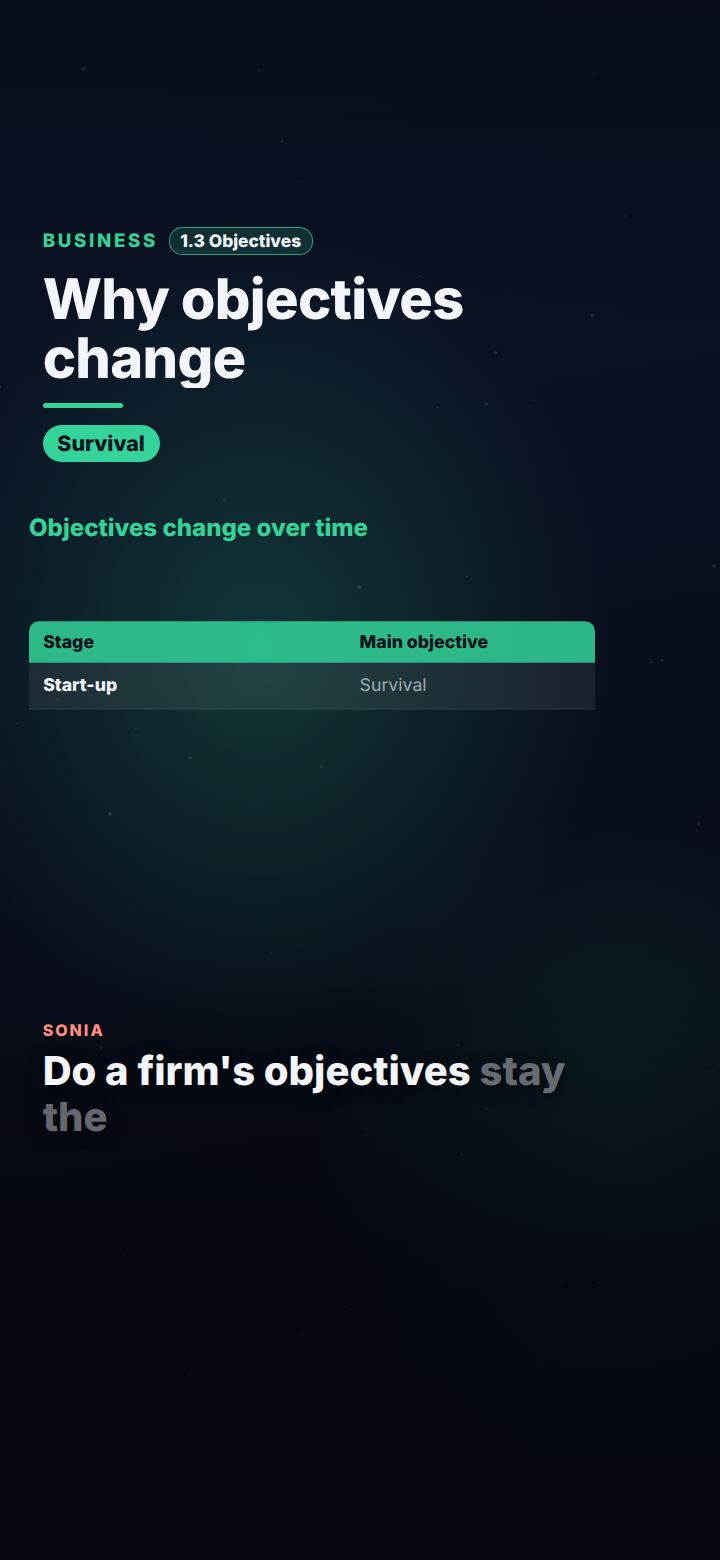 BUSINESS 1.3 Objectives
Why objectives
change
Survival
Objectives change over time
Stage Main objective
Start-up Survival
SONIA
Do a firm's objectives stay
the